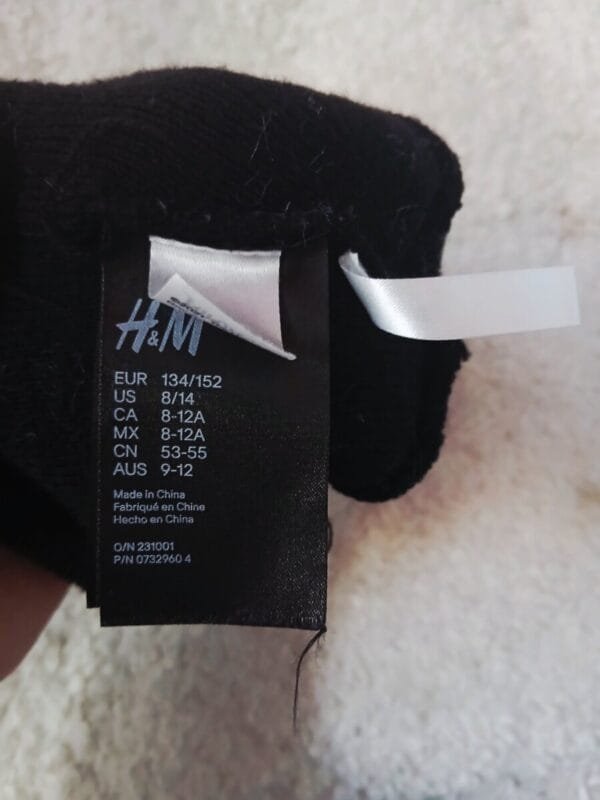 H&M
EUR 134/152
US 8/14
CA 8-12A
MX 8-12A
CN 53-55
AUS 9-12
Made in China
Fabriqué en Chine
Hecho en China
O/N 231001
P/N 0732960 4